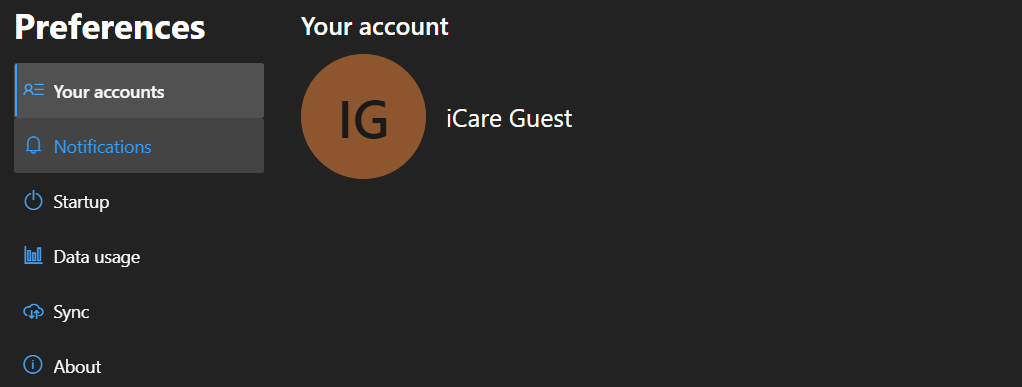 Preferences
Your accounts
Notifications
Startup
Data usage
Sync
About
Your account
IG
iCare Guest